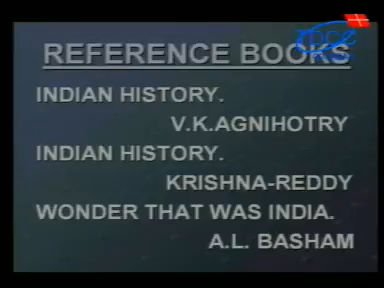 REFERENCE BOOKS
INDIAN HISTORY.
V.K.AGNIHOTRY
INDIAN HISTORY.
KRISHNA-REDDY
WONDER THAT WAS INDIA.
A.L. BASHAM